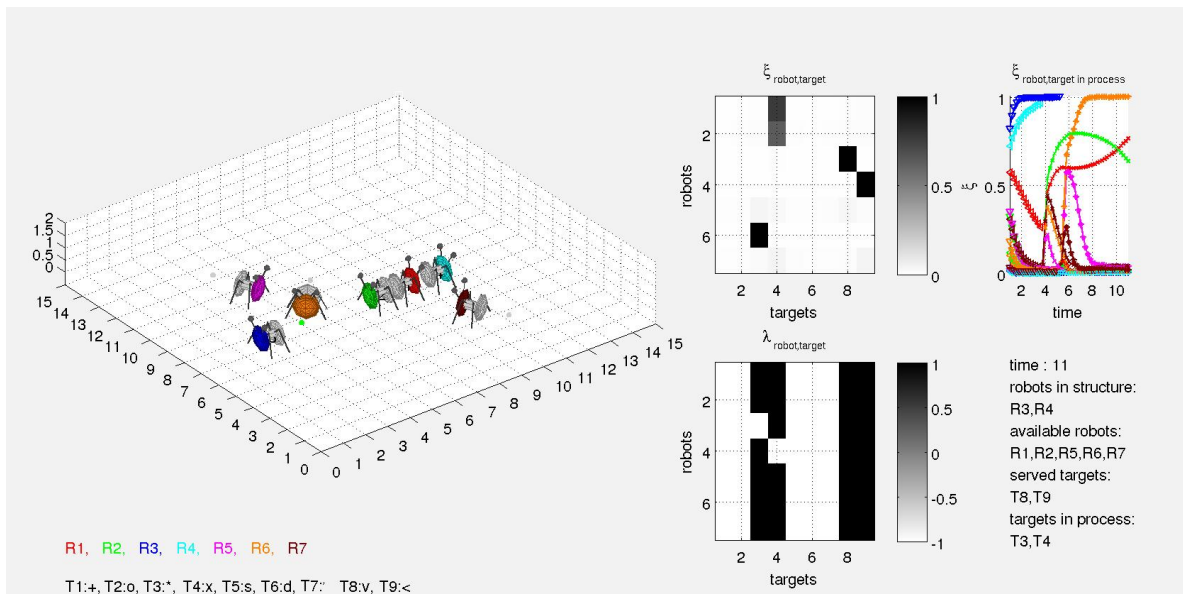 2
1.5
1
0.5
0
15
14
13
12
11
10
9
8
7
6
5
4
3
2
1
0
0
1
2
3
4
5
6
7
8
9
10
11
12
13
14
15
R1, R2, R3, R4, R5, R6, R7
T1:+, T2:o, T3:*, T4:x, T5:s, T6:d, T7:' T8:v, T9:<
ξ robot,target
robots
2
4
6
2 4 6 8
targets
1
0.5
0
ξ robot,target in process
ξ
1
0.5
0
2 4 6 8 10
time
λ robot,target
robots
2
4
6
2 4 6 8
targets
1
0.5
0
-0.5
-1
time : 11
robots in structure:
R3,R4
available robots:
R1,R2,R5,R6,R7
served targets:
T8,T9
targets in process:
T3,T4